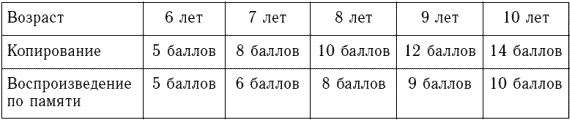 Возраст 6 лет 7 лет 8 лет 9 лет 10 лет
Копирование 5 баллов 8 баллов 10 баллов 12 баллов 14 баллов
Воспроизведение 5 баллов 6 баллов 8 баллов 9 баллов 10 баллов
по памяти